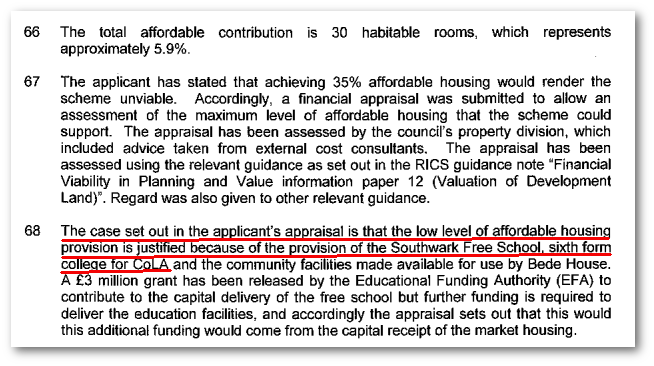 66 The total affordable contribution is 30 habitable rooms, which represents
approximately 5.9%.
67 The applicant has stated that achieving 35% affordable housing would render the
scheme unviable. Accordingly, a financial appraisal was submitted to allow an
assessment of the maximum level of affordable housing that the scheme could
support. The appraisal has been assessed by the council's property division, which
included advice taken from external cost consultants. The appraisal has been
assessed using the relevant guidance as set out in the RICS guidance note “Financial
Viability in Planning and Value information paper 12 (Valuation of Development
Land)”. Regard was also given to other relevant guidance.
68 The case set out in the applicant's appraisal is that the low level of affordable housing
provision is justified because of the provision of the Southwark Free School, sixth form
college for CoLA and the community facilities made available for use by Bede House.
A £3 million grant has been released by the Educational Funding Authority (EFA) to
contribute to the capital delivery of the free school but further funding is required to
deliver the education facilities, and accordingly the appraisal sets out that this would
this additional funding would come from the capital receipt of the market housing.